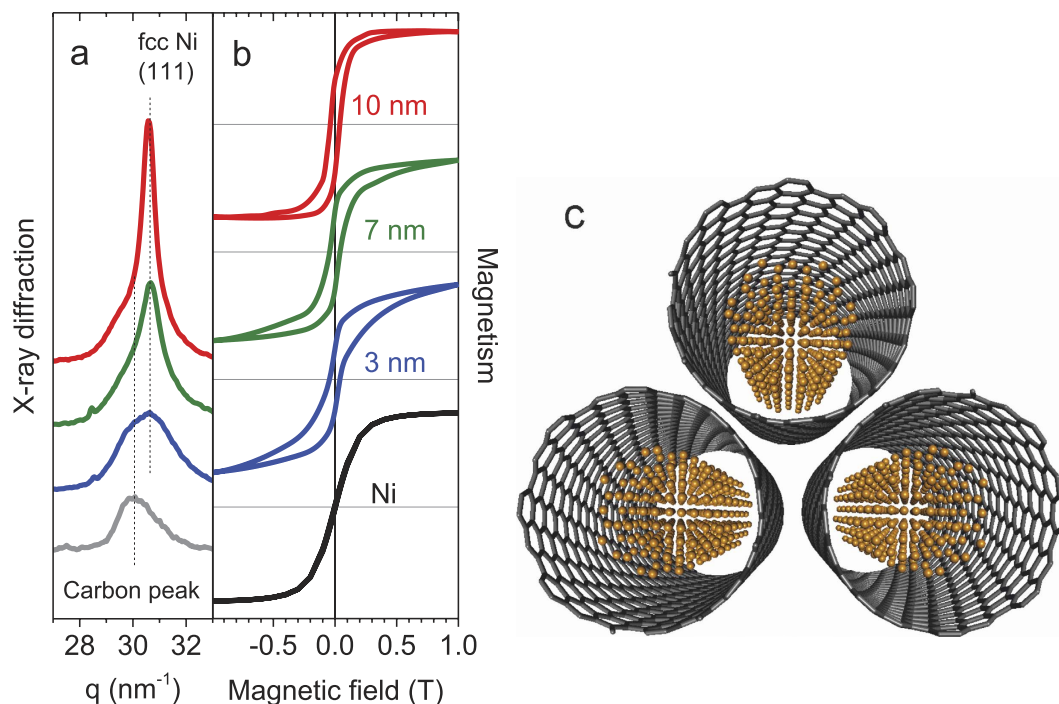 a
fcc Ni
(111)
b
10 nm
7 nm
3 nm
Ni
Carbon peak
X-ray diffraction
Magnetism
28 30 32
-0.5 0.0 0.5 1.0
q (nm⁻¹)
Magnetic field (T)
c